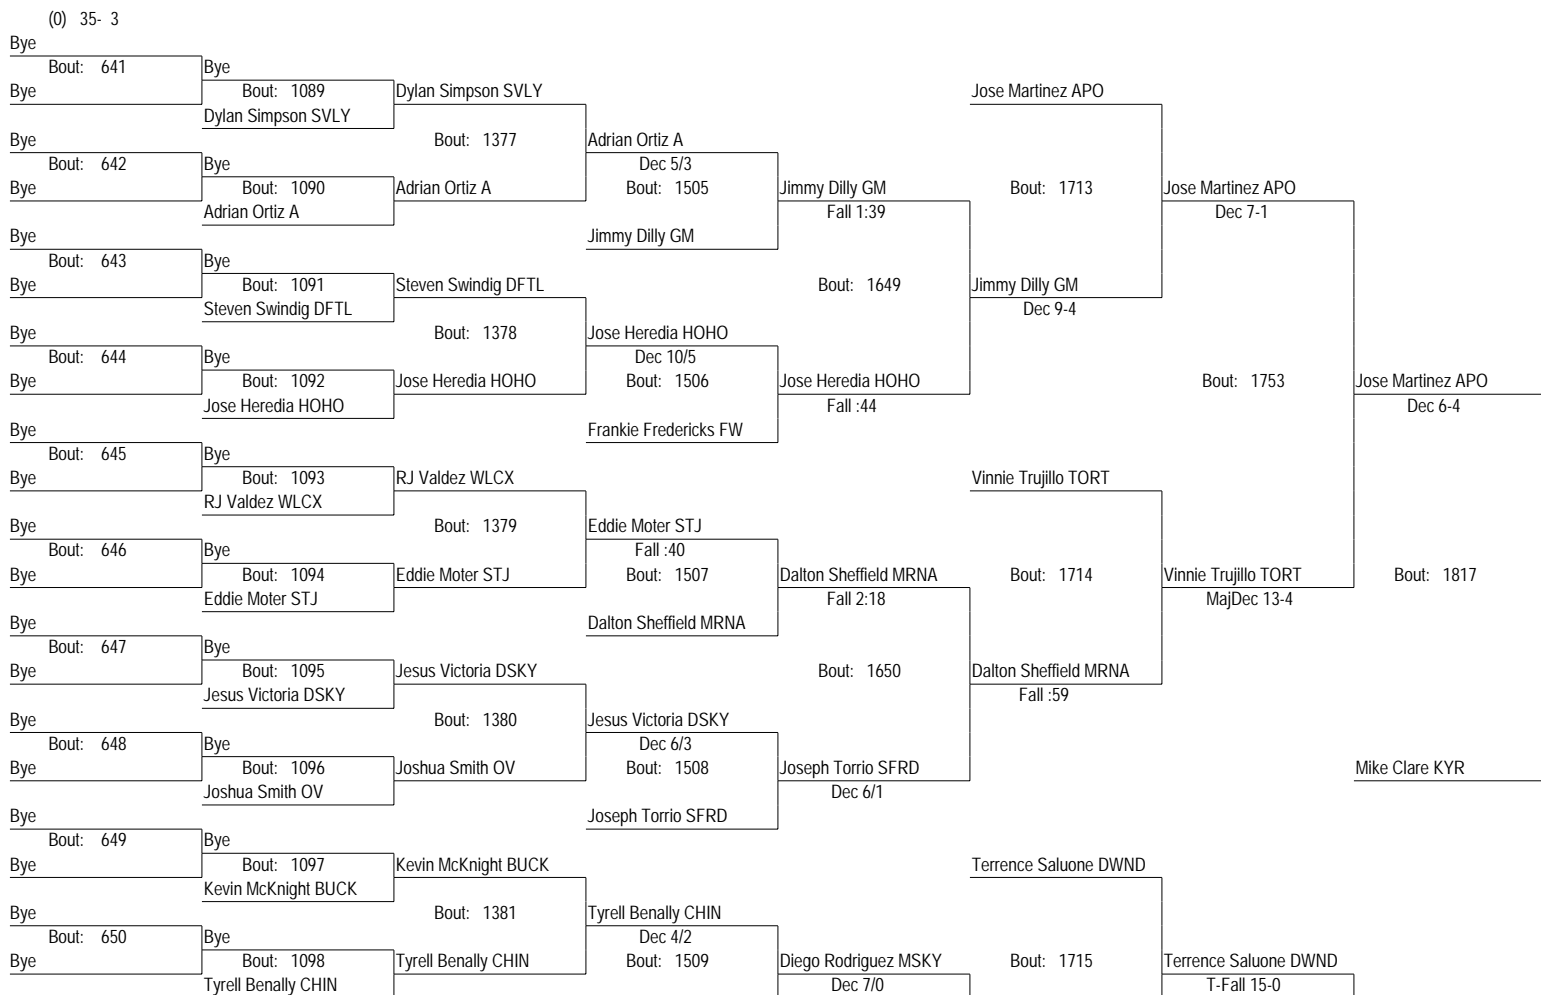 (0) 35- 3
Bye
Bout: 641 Bye
Bye Bout: 1089 Dylan Simpson SVLY Jose Martinez APO
Dylan Simpson SVLY
Bye Bout: 1377 Adrian Ortiz A
Bout: 642 Bye Dec 5/3
Bye Bout: 1090 Adrian Ortiz A Bout: 1505 Jimmy Dilly GM Bout: 1713 Jose Martinez APO
Adrian Ortiz A Fall 1:39 Dec 7-1
Bye Jimmy Dilly GM
Bout: 643 Bye
Bye Bout: 1091 Steven Swindig DFTL Bout: 1649 Jimmy Dilly GM
Steven Swindig DFTL Dec 9-4
Bye Bout: 1378 Jose Heredia HOHO
Bout: 644 Bye Dec 10/5
Bye Bout: 1092 Jose Heredia HOHO Bout: 1506 Jose Heredia HOHO Bout: 1753 Jose Martinez APO
Jose Heredia HOHO Fall :44 Dec 6-4
Bye Frankie Fredericks FW
Bout: 645 Bye
Bye Bout: 1093 RJ Valdez WLCX Vinnie Trujillo TORT
RJ Valdez WLCX
Bye Bout: 1379 Eddie Moter STJ
Bout: 646 Bye Fall :40
Bye Bout: 1094 Eddie Moter STJ Bout: 1507 Dalton Sheffield MRNA Bout: 1714 Vinnie Trujillo TORT Bout: 1817
Eddie Moter STJ Fall 2:18 MajDec 13-4
Bye Dalton Sheffield MRNA
Bout: 647 Bye
Bye Bout: 1095 Jesus Victoria DSKY Bout: 1650 Dalton Sheffield MRNA
Jesus Victoria DSKY Fall :59
Bye Bout: 1380 Jesus Victoria DSKY
Bout: 648 Bye Dec 6/3
Bye Bout: 1096 Joshua Smith OV Bout: 1508 Joseph Torrio SFRD Mike Clare KYR
Joshua Smith OV Dec 6/1
Bye Joseph Torrio SFRD
Bout: 649 Bye
Bye Bout: 1097 Kevin McKnight BUCK Terrence Saluone DWND
Kevin McKnight BUCK
Bye Bout: 1381 Tyrell Benally CHIN
Bout: 650 Bye Dec 4/2
Bye Bout: 1098 Tyrell Benally CHIN Bout: 1509 Diego Rodriguez MSKY Bout: 1715 Terrence Saluone DWND
Tyrell Benally CHIN Dec 7/0 T-Fall 15-0